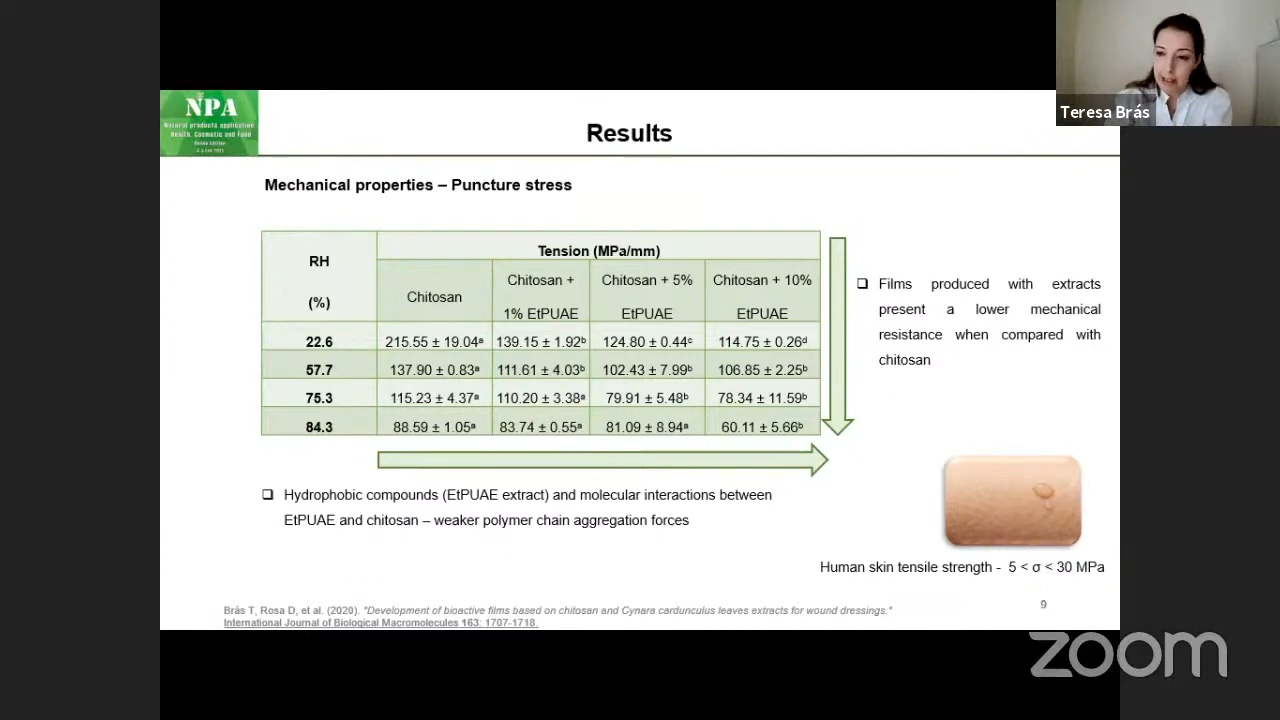 NPA
Natural products application
Health, Cosmetic and Food
Online Edition
Teresa Brás
Results
Mechanical properties – Puncture stress
RH
(%)
Tension (MPa/mm)
Chitosan
Chitosan +
1% EtPUAE
Chitosan + 5%
EtPUAE
Chitosan + 10%
EtPUAE
22.6 215.55 ± 19.04ᵃ 139.15 ± 1.92ᵇ 124.80 ± 0.44ᶜ 114.75 ± 0.26ᵈ
57.7 137.90 ± 0.83ᵃ 111.61 ± 4.03ᵇ 102.43 ± 7.99ᵇ 106.85 ± 2.25ᵇ
75.3 115.23 ± 4.37ᵃ 110.20 ± 3.38ᵃ 79.91 ± 5.48ᵇ 78.34 ± 11.59ᵇ
84.3 88.59 ± 1.05ᵃ 83.74 ± 0.55ᵃ 81.09 ± 8.94ᵃ 60.11 ± 5.66ᵇ
❑ Films produced with extracts
present a lower mechanical
resistance when compared with
chitosan
❑ Hydrophobic compounds (EtPUAE extract) and molecular interactions between
EtPUAE and chitosan – weaker polymer chain aggregation forces
Human skin tensile strength - 5 < σ < 30 MPa
Brás T, Rosa D, et al. (2020). "Development of bioactive films based on chitosan and Cynara cardunculus leaves extracts for wound dressings."
International Journal of Biological Macromolecules 163: 1707-1718.
9
zoom